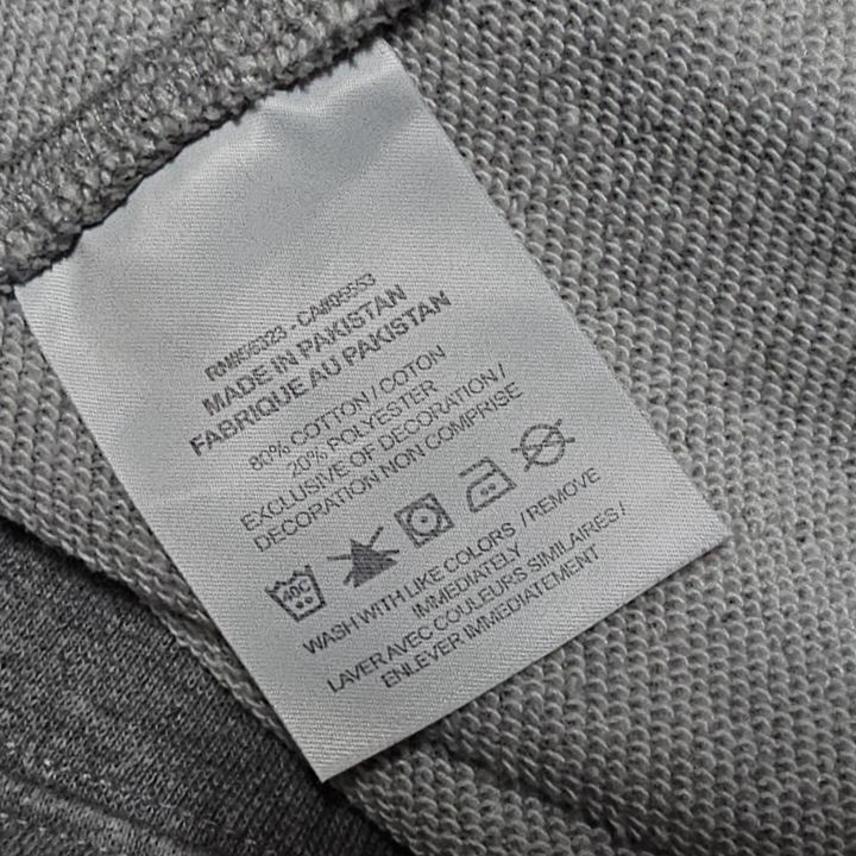 MADE IN PAKISTAN
FABRIQUE AU PAKISTAN
80% COTTON / COTON
20% POLYESTER
EXCLUSIVE OF DECORATION /
DECORATION NON COMPRISE
40C
WASH WITH LIKE COLORS / REMOVE
IMMEDIATELY
LAVER AVEC COULEURS SIMILAIRES /
ENLEVER IMMEDIATEMENT